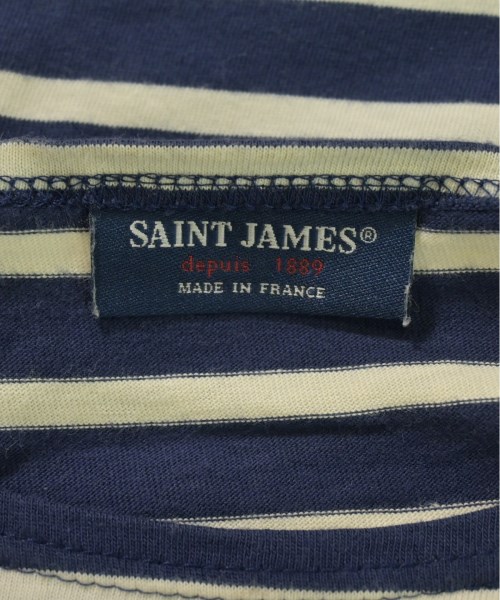 SAINT JAMES®
depuis 1889
MADE IN FRANCE